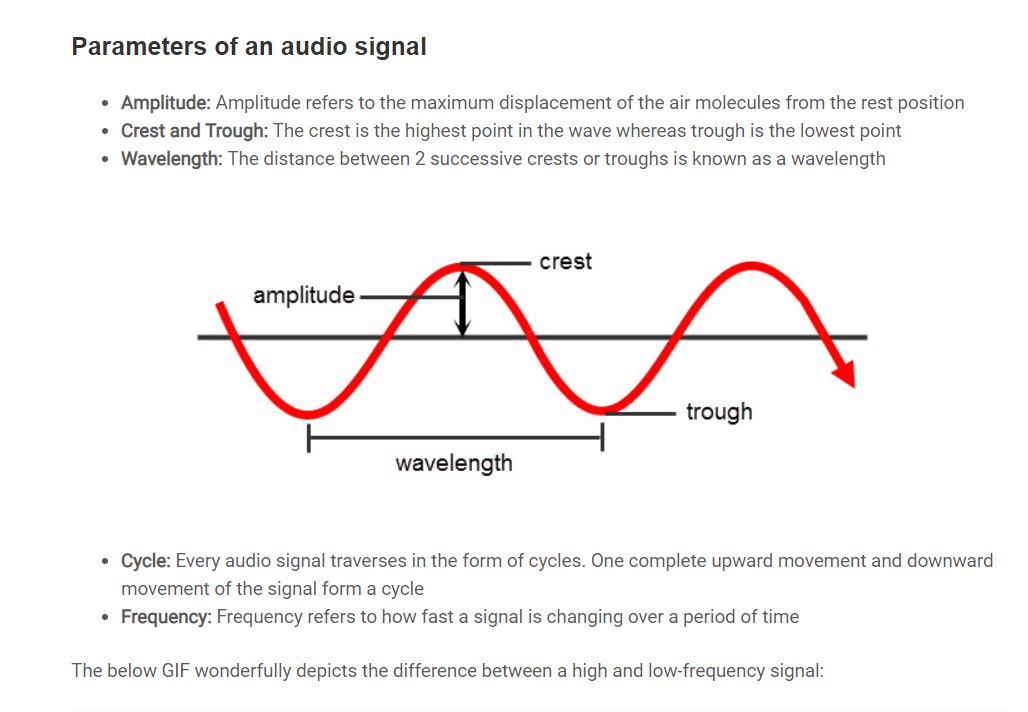 Parameters of an audio signal
• Amplitude: Amplitude refers to the maximum displacement of the air molecules from the rest position
• Crest and Trough: The crest is the highest point in the wave whereas trough is the lowest point
• Wavelength: The distance between 2 successive crests or troughs is known as a wavelength
crest
amplitude
trough
wavelength
• Cycle: Every audio signal traverses in the form of cycles. One complete upward movement and downward
movement of the signal form a cycle
• Frequency: Frequency refers to how fast a signal is changing over a period of time
The below GIF wonderfully depicts the difference between a high and low-frequency signal: